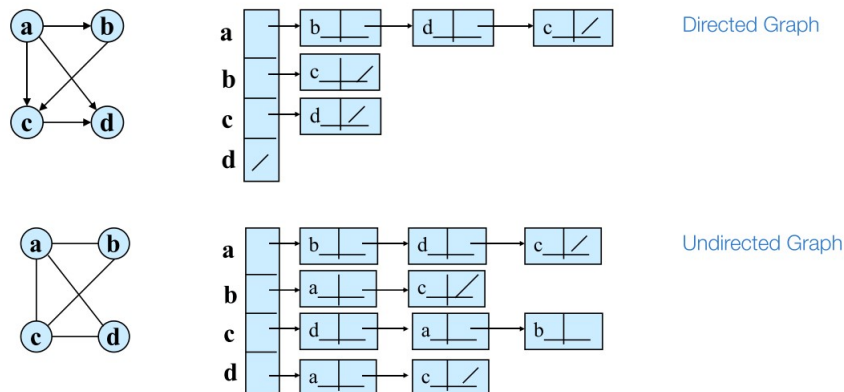 a b
c d
a b d c Directed Graph
b c
c d
d
a b
c d
a b d c Undirected Graph
b a c
c d a b
d a c